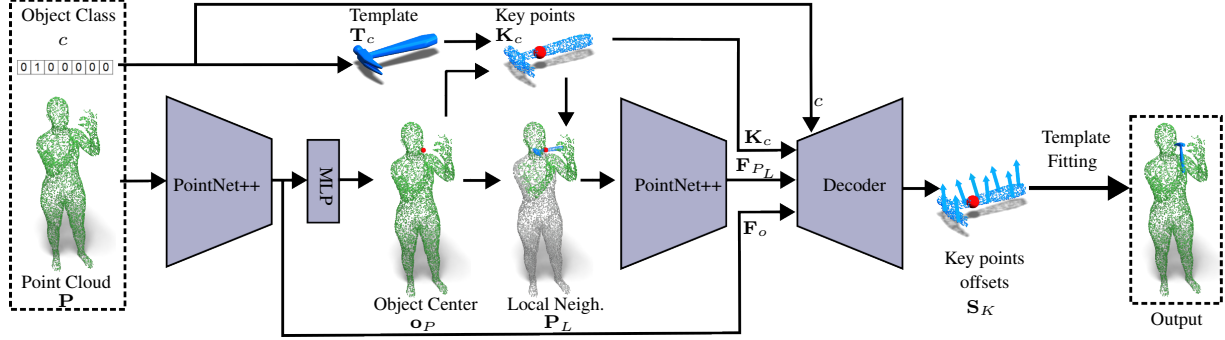 Object Class
c
0 1 0 0 0 0 0
Point Cloud
P
PointNet++
MLP
Template
T_c
Key points
K_c
Object Center
o_P
Local Neigh.
P_L
PointNet++
c
K_c
F_{P_L}
F_o
Decoder
Key points
offsets
S_K
Template
Fitting
Output